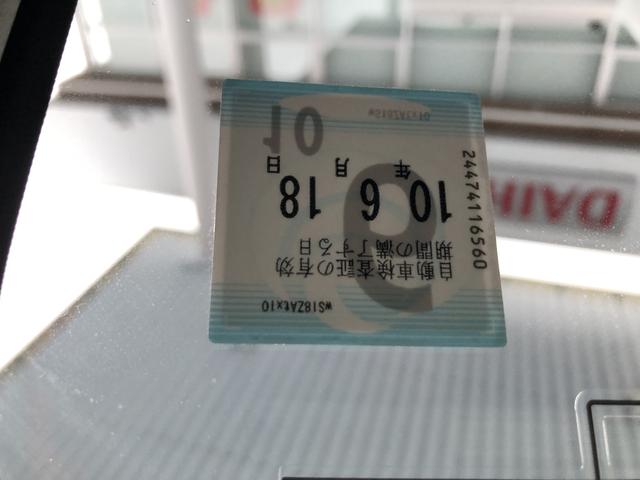 自動車検査証の有効
期間の満了する日
10 6 18
年 月 日
10
24474116560